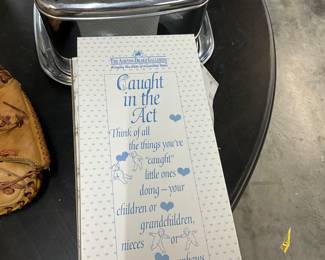 The Ashton-Drake Galleries
Caught
in the
Act
Think of all
the things you've
"caught"
little ones
doing – your
children or
grandchildren,
nieces
or
nephews